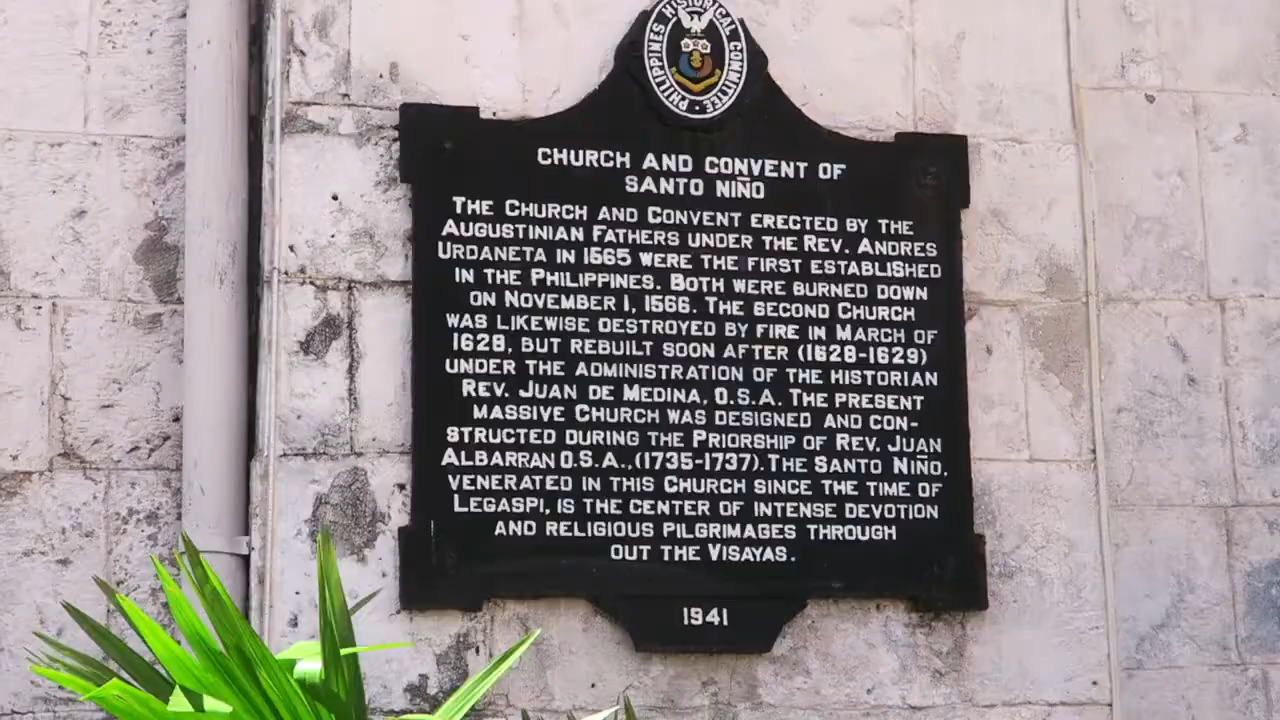 PHILIPPINES HISTORICAL COMMITTEE
CHURCH AND CONVENT OF
SANTO NIÑO
THE CHURCH AND CONVENT ERECTED BY THE
AUGUSTINIAN FATHERS UNDER THE REV. ANDRES
URDANETA IN 1565 WERE THE FIRST ESTABLISHED
IN THE PHILIPPINES. BOTH WERE BURNED DOWN
ON NOVEMBER 1, 1566. THE SECOND CHURCH
WAS LIKEWISE DESTROYED BY FIRE IN MARCH OF
1628, BUT REBUILT SOON AFTER (1628-1629)
UNDER THE ADMINISTRATION OF THE HISTORIAN
REV. JUAN DE MEDINA, O.S.A. THE PRESENT
MASSIVE CHURCH WAS DESIGNED AND CON-
STRUCTED DURING THE PRIORSHIP OF REV. JUAN
ALBARRAN O.S.A., (1735-1737). THE SANTO NIÑO,
VENERATED IN THIS CHURCH SINCE THE TIME OF
LEGASPI, IS THE CENTER OF INTENSE DEVOTION
AND RELIGIOUS PILGRIMAGES THROUGH
OUT THE VISAYAS.
1941